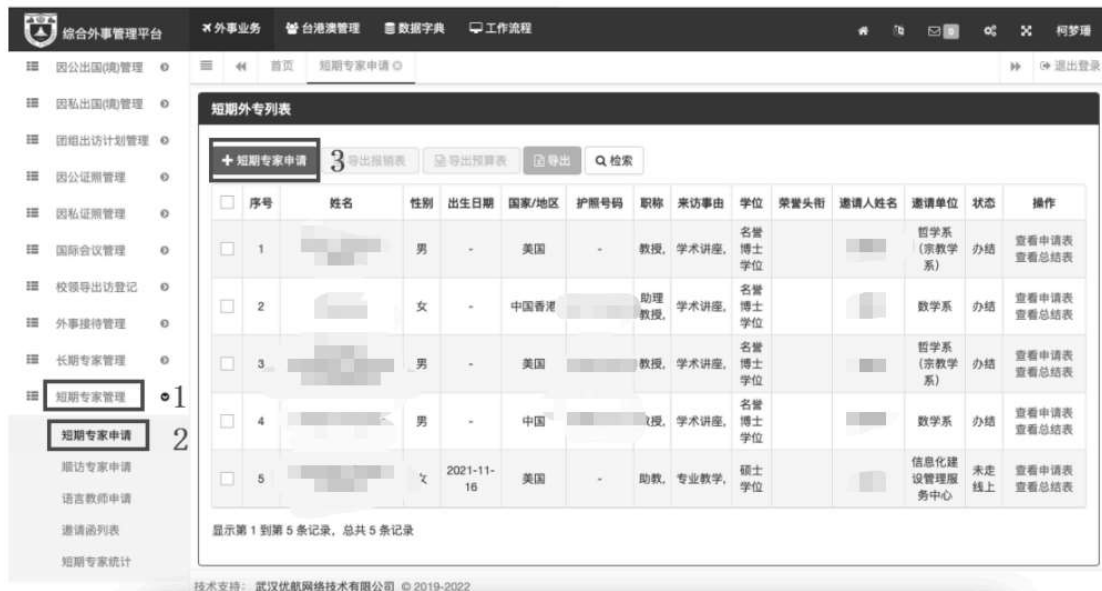 综合外事管理平台
外事业务 台港澳管理 数据字典 工作流程
0 柯梦瑶
因公出国(境)管理
因私出国(境)管理
团组出访计划管理
因公证照管理
因私证照管理
国际会议管理
校领导出访登记
外事接待管理
长期专家管理
短期专家管理 1
短期专家申请 2
顺访专家申请
语言教师申请
邀请函列表
短期专家统计
首页 短期专家申请 退出登录
短期外专列表
+ 短期专家申请 3 导出报销表 导出预算表 导出 检索
序号 姓名 性别 出生日期 国家/地区 护照号码 职称 来访事由 学位 荣誉头衔 邀请人姓名 邀请单位 状态 操作
1 男 - 美国 - 教授, 学术讲座, 名誉博士学位 哲学系(宗教学系) 办结 查看申请表 查看总结表
2 女 - 中国香港 助理教授, 学术讲座, 名誉博士学位 数学系 办结 查看申请表 查看总结表
3 男 - 美国 教授, 学术讲座, 名誉博士学位 哲学系(宗教学系) 办结 查看申请表 查看总结表
4 男 - 中国 授, 学术讲座, 名誉博士学位 数学系 办结 查看申请表 查看总结表
5 女 2021-11-16 美国 - 助教, 专业教学, 硕士学位 信息化建设管理服务中心 未走线上 查看申请表 查看总结表
显示第 1 到第 5 条记录，总共 5 条记录
技术支持： 武汉优航网络技术有限公司 © 2019-2022